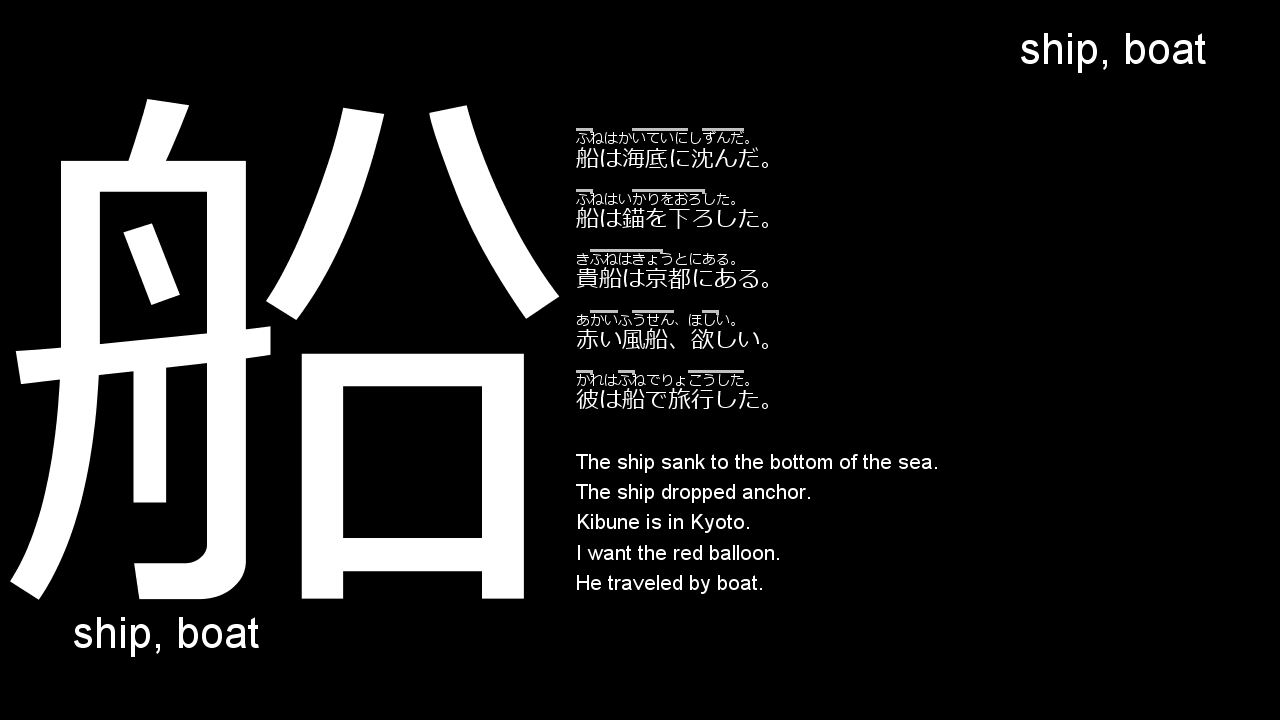 ship, boat
船
ふねはかいていにしずんだ。
船は海底に沈んだ。
ふねはいかりをおろした。
船は錨を下ろした。
きふねはきょうとにある。
貴船は京都にある。
あかいふうせん、ほしい。
赤い風船、欲しい。
かれはふねでりょこうした。
彼は船で旅行した。
The ship sank to the bottom of the sea.
The ship dropped anchor.
Kibune is in Kyoto.
I want the red balloon.
He traveled by boat.
ship, boat